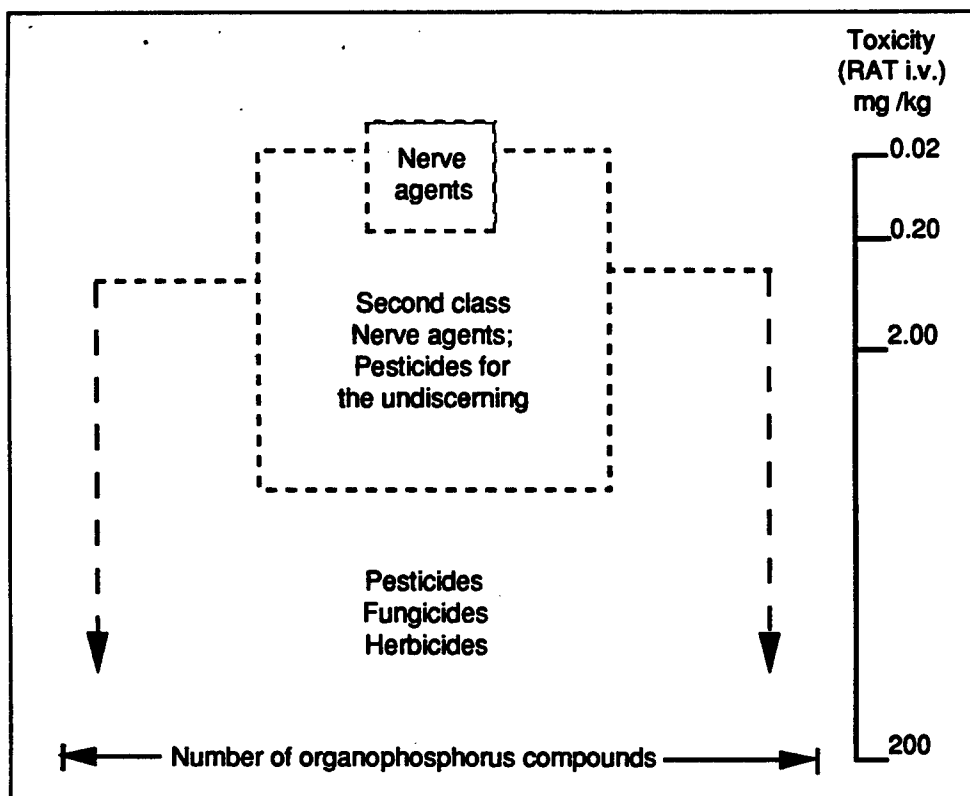 Toxicity
(RAT i.v.)
mg /kg
Nerve
agents
0.02
0.20
Second class
Nerve agents;
Pesticides for
the undiscerning
2.00
Pesticides
Fungicides
Herbicides
Number of organophosphorus compounds
200